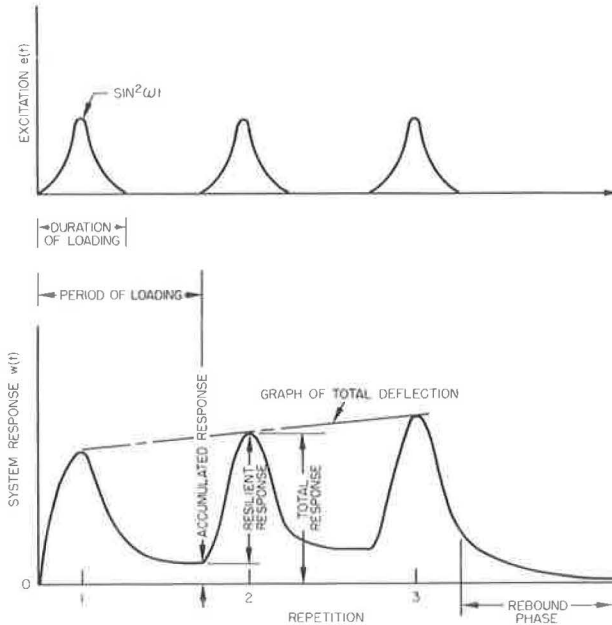 EXCITATION e(t)
SIN²ωt
DURATION
OF LOADING
PERIOD OF LOADING
SYSTEM RESPONSE w(t)
ACCUMULATED RESPONSE
RESILIENT
RESPONSE
TOTAL
RESPONSE
GRAPH OF TOTAL DEFLECTION
0
1
2
3
REPETITION
REBOUND
PHASE